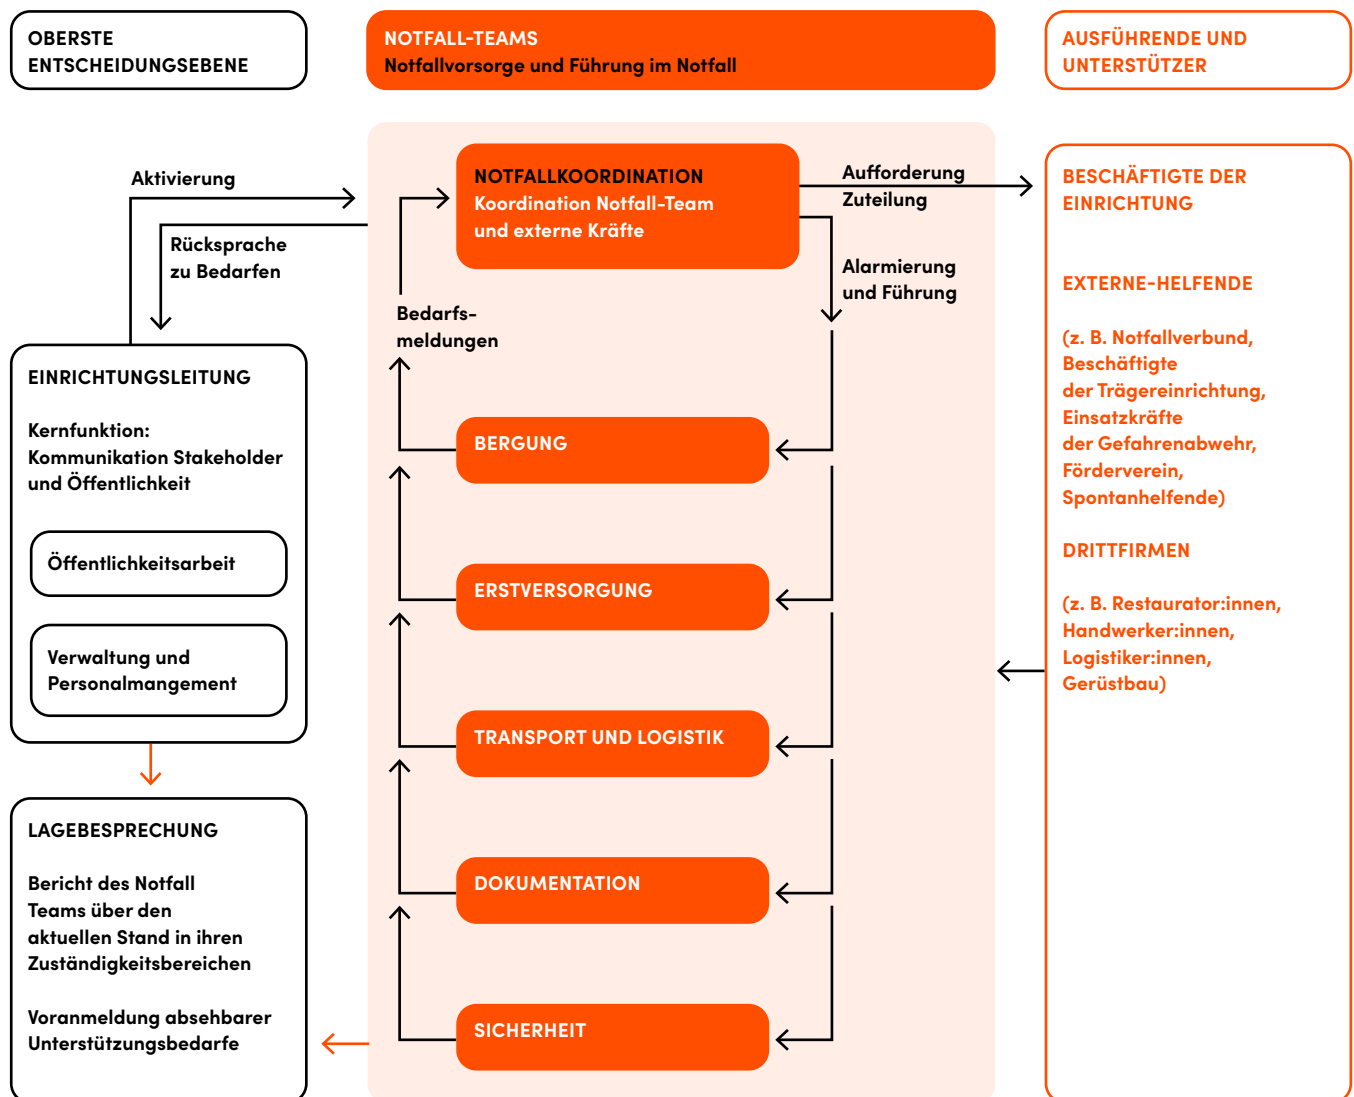 OBERSTE
ENTSCHEIDUNGSEBENE
NOTFALL-TEAMS
Notfallvorsorge und Führung im Notfall
AUSFÜHRENDE UND
UNTERSTÜTZER
Aktivierung
Rücksprache
zu Bedarfen
EINRICHTUNGSLEITUNG
Kernfunktion:
Kommunikation Stakeholder
und Öffentlichkeit
Öffentlichkeitsarbeit
Verwaltung und
Personalmangement
LAGEBESPRECHUNG
Bericht des Notfall
Teams über den
aktuellen Stand in ihren
Zuständigkeitsbereichen
Voranmeldung absehbarer
Unterstützungsbedarfe
NOTFALLKOORDINATION
Koordination Notfall-Team
und externe Kräfte
Bedarfs-
meldungen
Aufforderung
Zuteilung
Alarmierung
und Führung
BERGUNG
ERSTVERSORGUNG
TRANSPORT UND LOGISTIK
DOKUMENTATION
SICHERHEIT
BESCHÄFTIGTE DER
EINRICHTUNG
EXTERNE-HELFENDE
(z. B. Notfallverbund,
Beschäftigte
der Trägereinrichtung,
Einsatzkräfte
der Gefahrenabwehr,
Förderverein,
Spontanhelfende)
DRITTFIRMEN
(z. B. Restaurator:innen,
Handwerker:innen,
Logistiker:innen,
Gerüstbau)